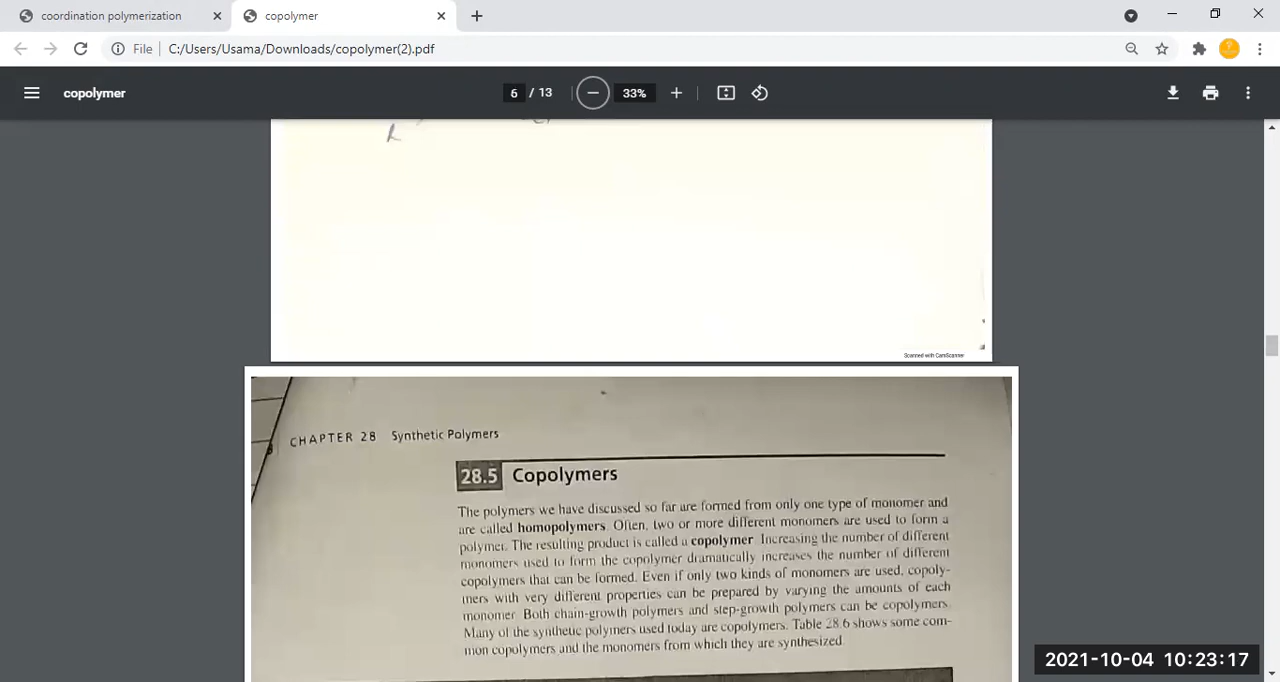 coordination polymerization
copolymer
File
C:/Users/Usama/Downloads/copolymer(2).pdf
copolymer
6 / 13
33%
R
Scanned with CamScanner
CHAPTER 28 Synthetic Polymers
28.5 Copolymers
The polymers we have discussed so far are formed from only one type of monomer and
are called homopolymers. Often, two or more different monomers are used to form a
polymer. The resulting product is called a copolymer. Increasing the number of different
monomers used to form the copolymer dramatically increases the number of different
copolymers that can be formed. Even if only two kinds of monomers are used, copoly-
mers with very different properties can be prepared by varying the amounts of each
monomer. Both chain-growth polymers and step-growth polymers can be copolymers.
Many of the synthetic polymers used today are copolymers. Table 28.6 shows some com-
mon copolymers and the monomers from which they are synthesized.
2021-10-04 10:23:17